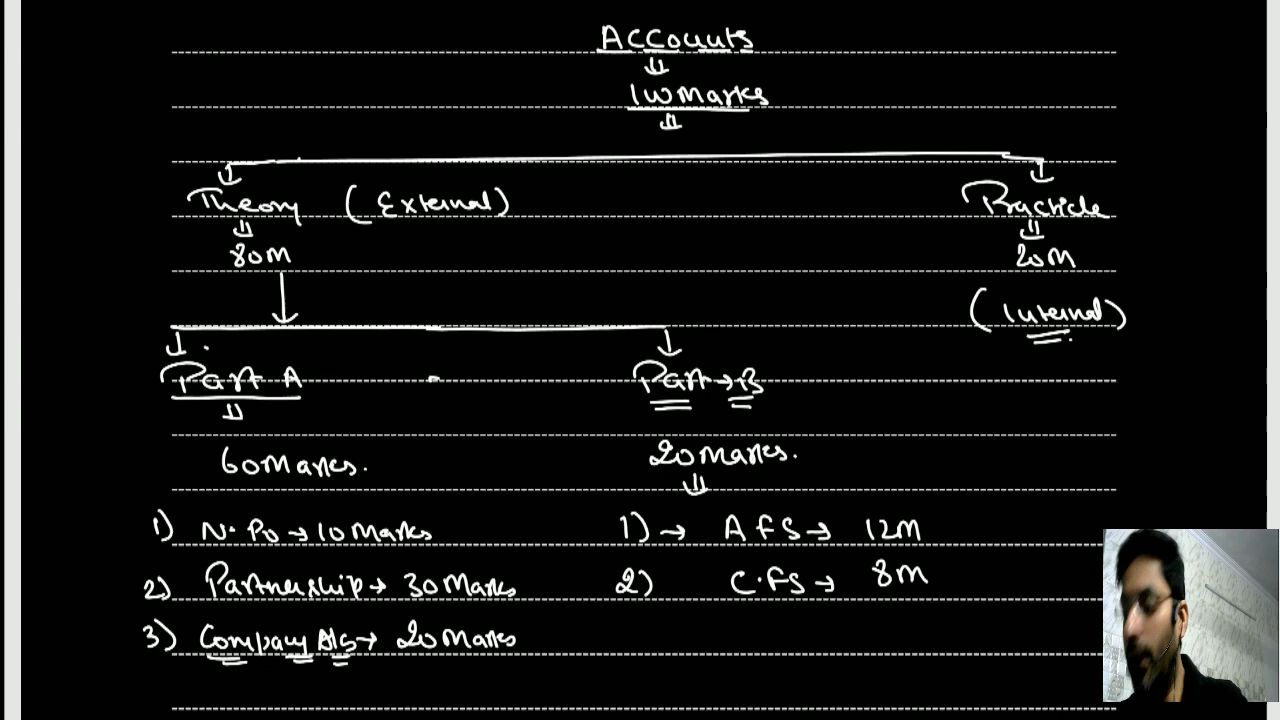 Accounts
100 Marks
Theory (External) Practicle
80M 20M
(Internal)
Part A Part → B
60 Marks. 20 Marks.
1) N.Po → 10 Marks 1) → AFS → 12M
2) Partnership → 30 Marks 2) C.FS → 8M
3) Company A/s → 20 Marks